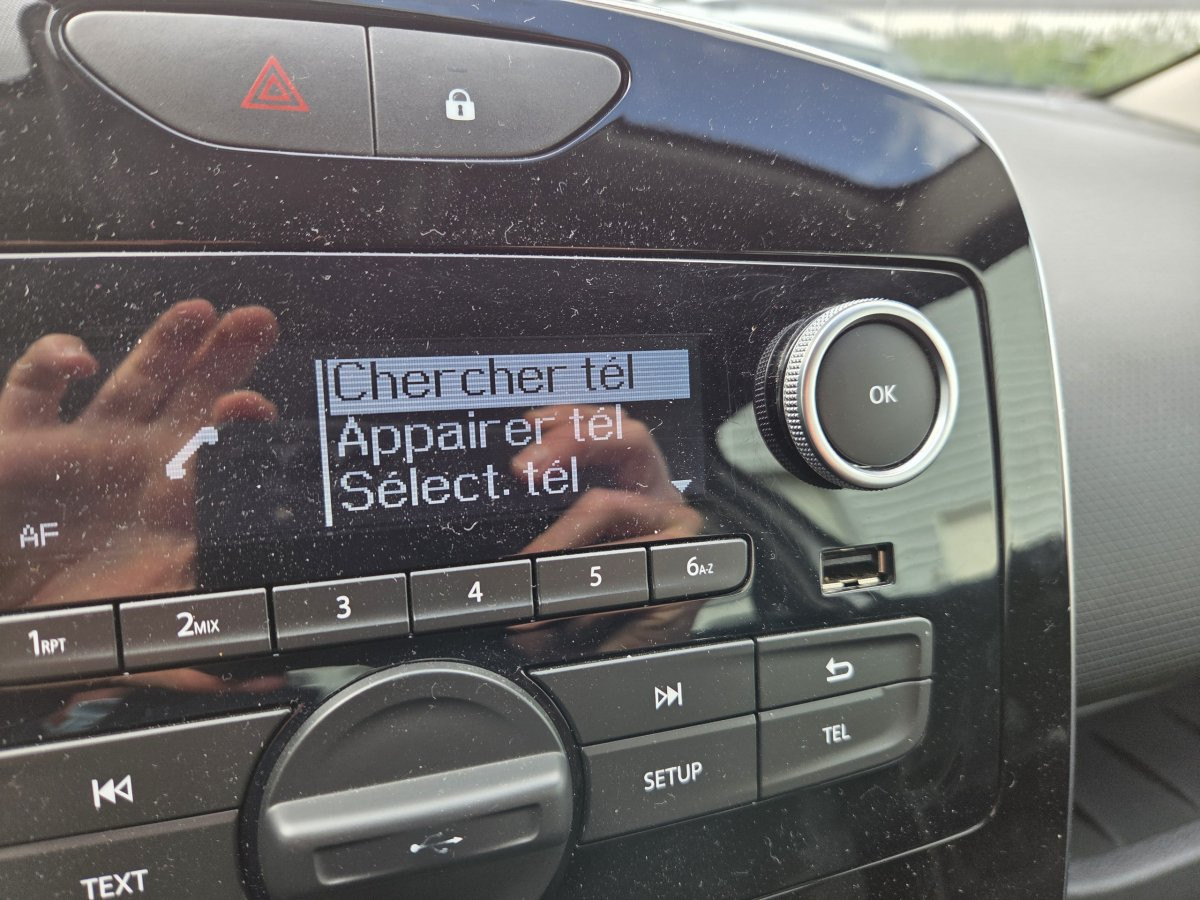 Chercher tél
Appairer tél
Sélect. tél
AF
OK
1RPT
2MIX
3
4
5
6A-Z
SETUP
TEL
TEXT